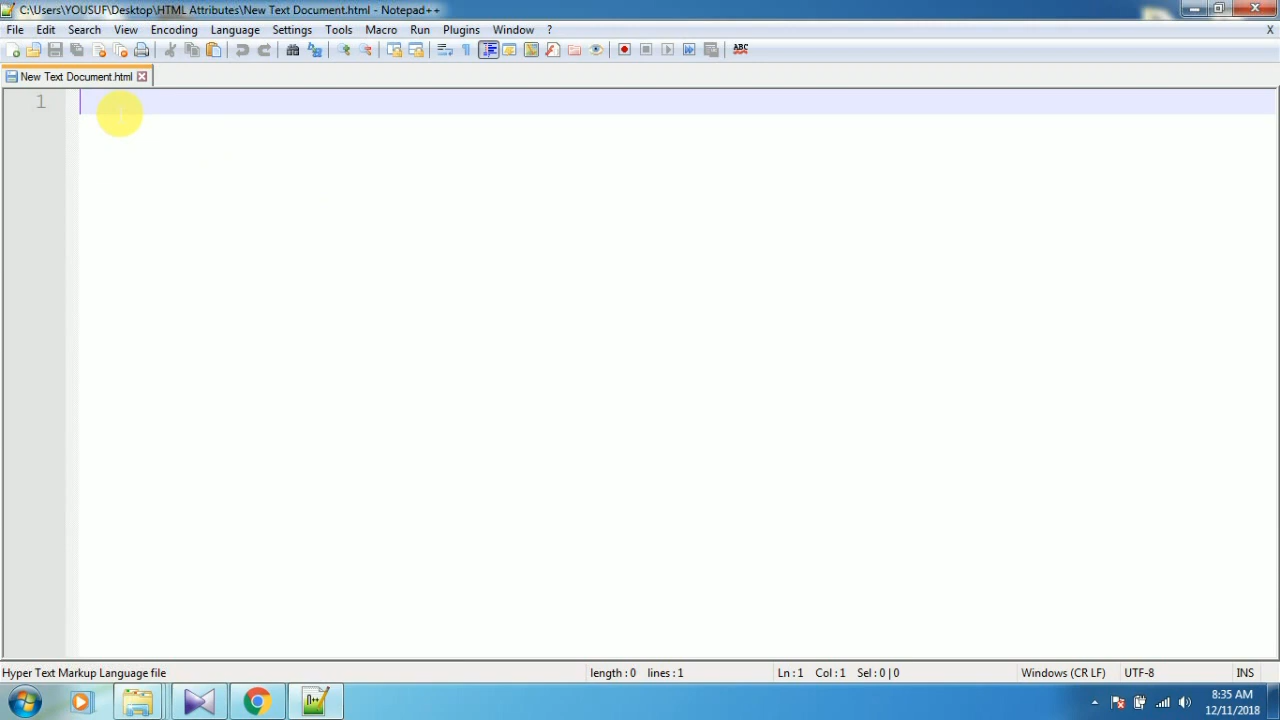 C:\Users\YOUSUF\Desktop\HTML Attributes\New Text Document.html - Notepad++
File Edit Search View Encoding Language Settings Tools Macro Run Plugins Window ? X
ABC
New Text Document.html
1
Hyper Text Markup Language file length : 0 lines : 1 Ln : 1 Col : 1 Sel : 0 | 0 Windows (CR LF) UTF-8 INS
8:35 AM
12/11/2018